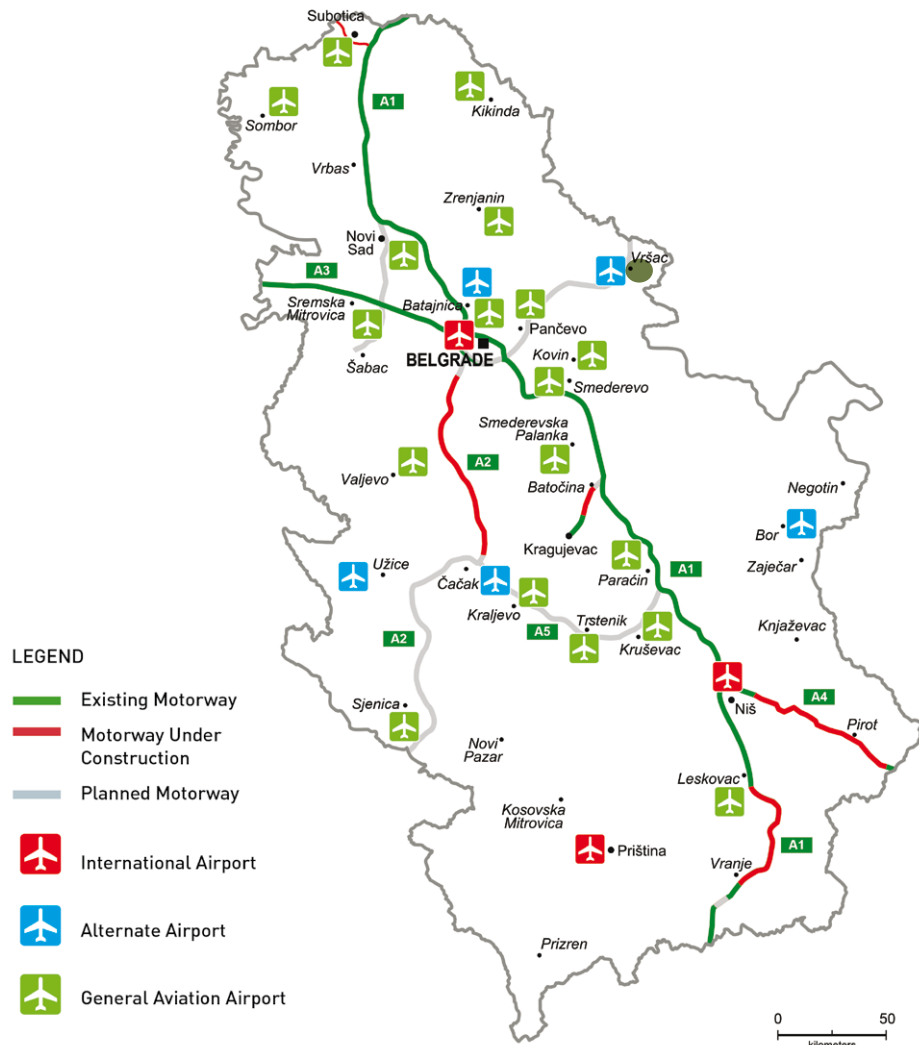 Subotica
A1
Kikinda
Sombor
Vrbas
Zrenjanin
Novi
Sad
Vršac
A3
Sremska
Mitrovica
Batajnica
Pančevo
BELGRADE
Šabac
Kovin
Smederevo
Smederevska
Palanka
A2
Valjevo
Batočina
Negotin
Bor
Kragujevac
Užice
Čačak
Paraćin
A1
Zaječar
Kraljevo
A5
Trstenik
Kruševac
A2
Knjaževac
LEGEND
Existing Motorway
Motorway Under
Construction
Planned Motorway
International Airport
Alternate Airport
General Aviation Airport
Sjenica
Niš
A4
Pirot
Novi
Pazar
Leskovac
Kosovska
Mitrovica
Priština
A1
Vranje
Prizren
0 50
kilometers